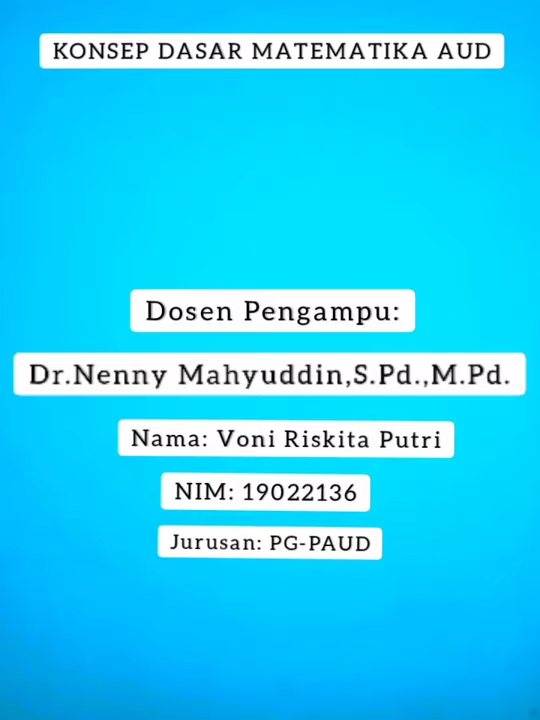 KONSEP DASAR MATEMATIKA AUD
Dosen Pengampu:
Dr.Nenny Mahyuddin,S.Pd.,M.Pd.
Nama: Voni Riskita Putri
NIM: 19022136
Jurusan: PG-PAUD